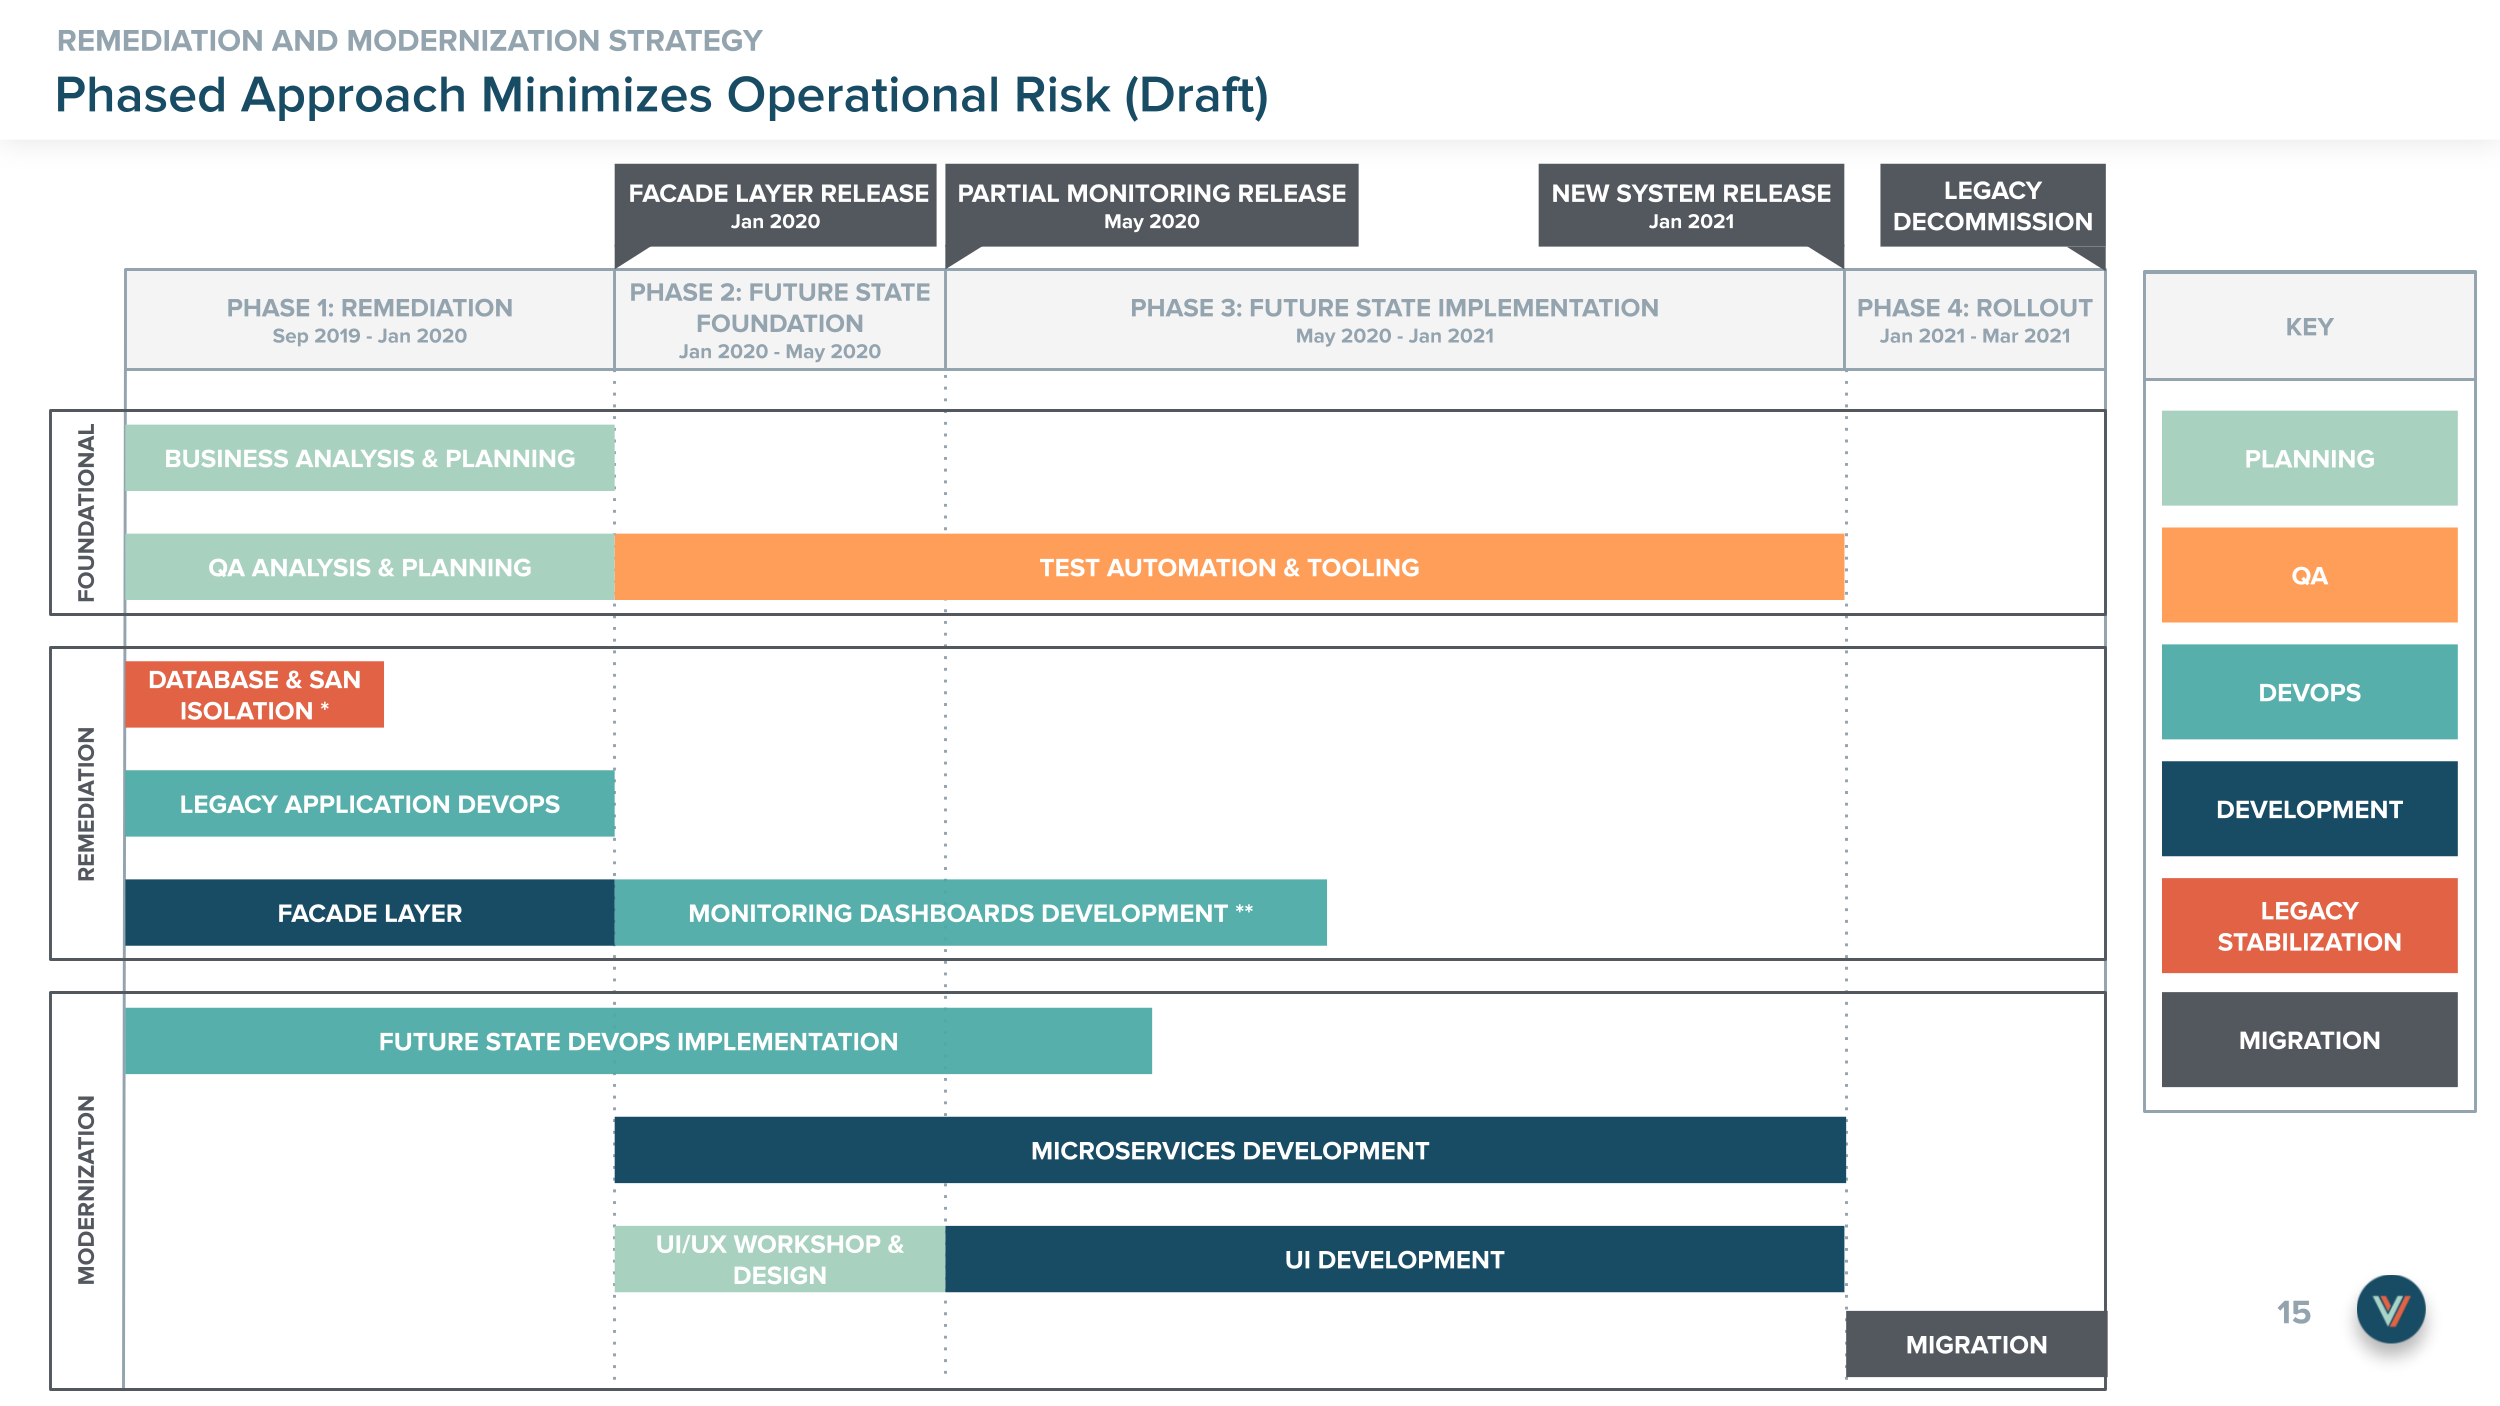 REMEDIATION AND MODERNIZATION STRATEGY
Phased Approach Minimizes Operational Risk (Draft)
FACADE LAYER RELEASE
Jan 2020
PARTIAL MONITORING RELEASE
May 2020
NEW SYSTEM RELEASE
Jan 2021
LEGACY
DECOMMISSION
PHASE 1: REMEDIATION
Sep 2019 - Jan 2020
PHASE 2: FUTURE STATE
FOUNDATION
Jan 2020 - May 2020
PHASE 3: FUTURE STATE IMPLEMENTATION
May 2020 - Jan 2021
PHASE 4: ROLLOUT
Jan 2021 - Mar 2021
KEY
FOUNDATIONAL
BUSINESS ANALYSIS & PLANNING
QA ANALYSIS & PLANNING
TEST AUTOMATION & TOOLING
REMEDIATION
DATABASE & SAN
ISOLATION *
LEGACY APPLICATION DEVOPS
FACADE LAYER
MONITORING DASHBOARDS DEVELOPMENT **
MODERNIZATION
FUTURE STATE DEVOPS IMPLEMENTATION
MICROSERVICES DEVELOPMENT
UI/UX WORKSHOP &
DESIGN
UI DEVELOPMENT
MIGRATION
PLANNING
QA
DEVOPS
DEVELOPMENT
LEGACY
STABILIZATION
MIGRATION
15